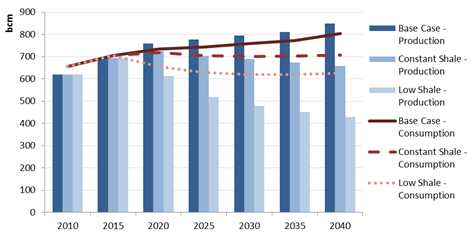 bcm
900
800
700
600
500
400
300
200
100
0
2010 2015 2020 2025 2030 2035 2040
Base Case -
Production
Constant Shale -
Production
Low Shale -
Production
Base Case -
Consumption
Constant Shale -
Consumption
Low Shale -
Consumption